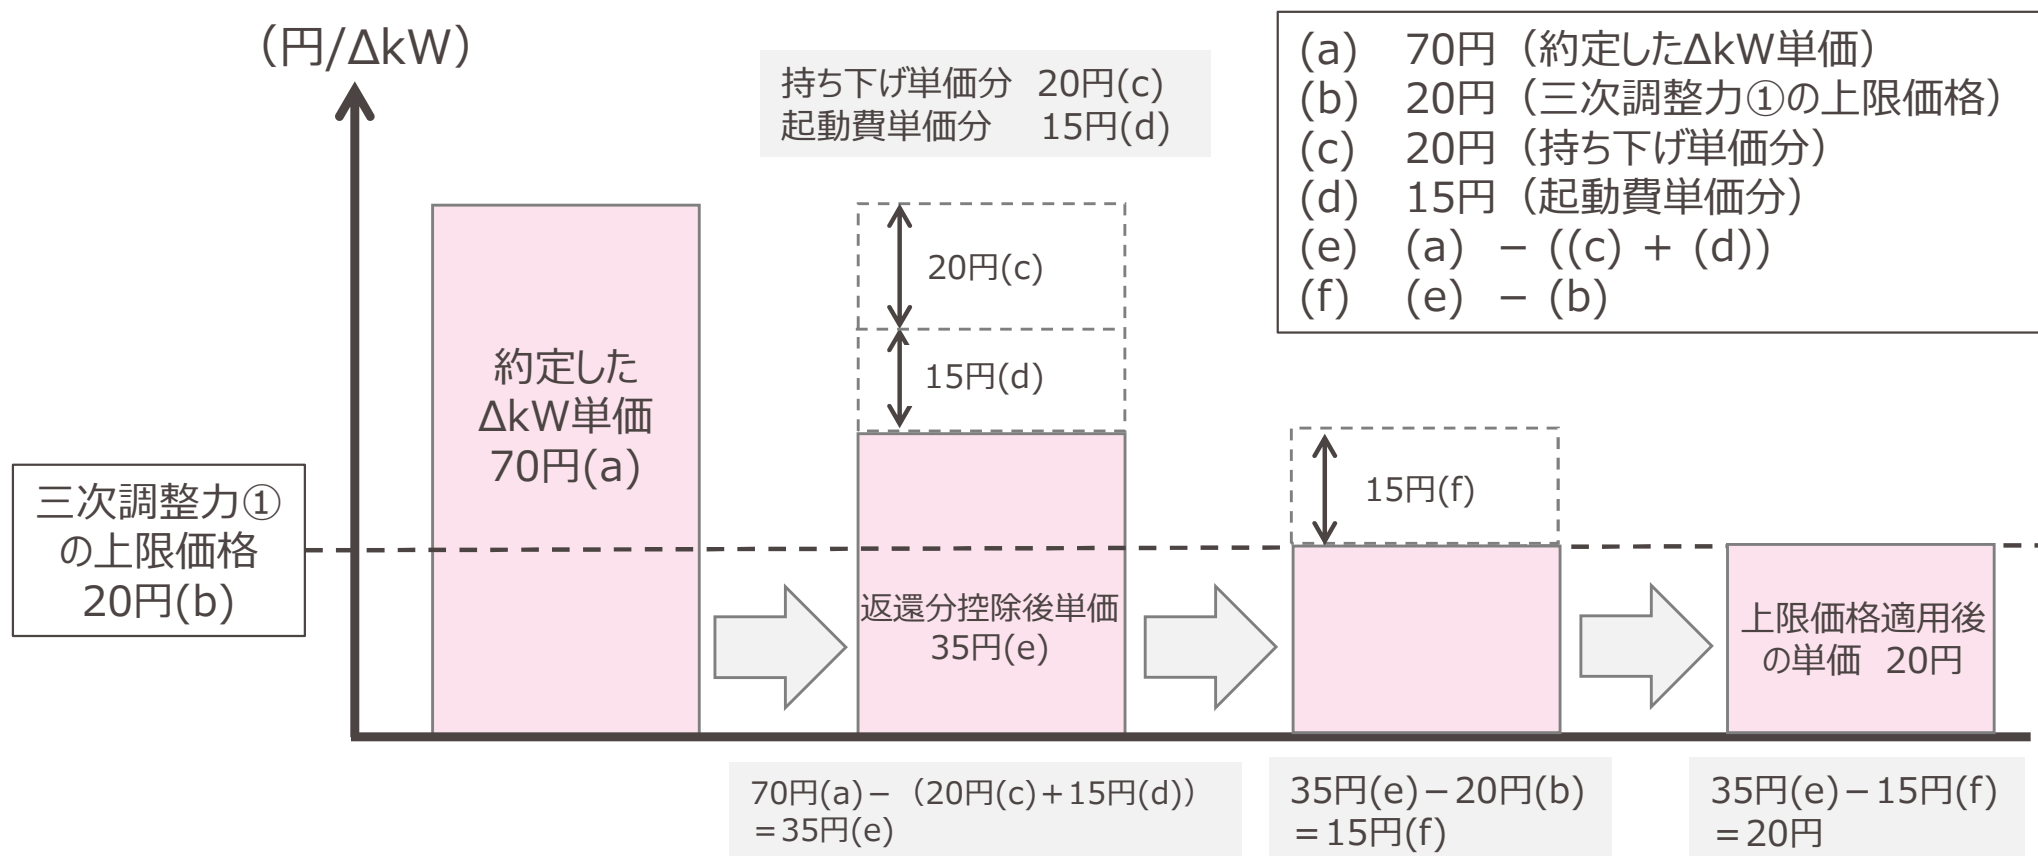 （円/ΔkW）
持ち下げ単価分　20円(c)
起動費単価分　15円(d)
(a)　70円（約定したΔkW単価）
(b)　20円（三次調整力①の上限価格）
(c)　20円（持ち下げ単価分）
(d)　15円（起動費単価分）
(e)　(a) －((c) + (d))
(f)　(e) －(b)
約定した
ΔkW単価
70円(a)
20円(c)
15円(d)
15円(f)
三次調整力①
の上限価格
20円(b)
返還分控除後単価
35円(e)
上限価格適用後
の単価　20円
70円(a)－（20円(c)＋15円(d)）
＝35円(e)
35円(e)－20円(b)
＝15円(f)
35円(e)－15円(f)
＝20円